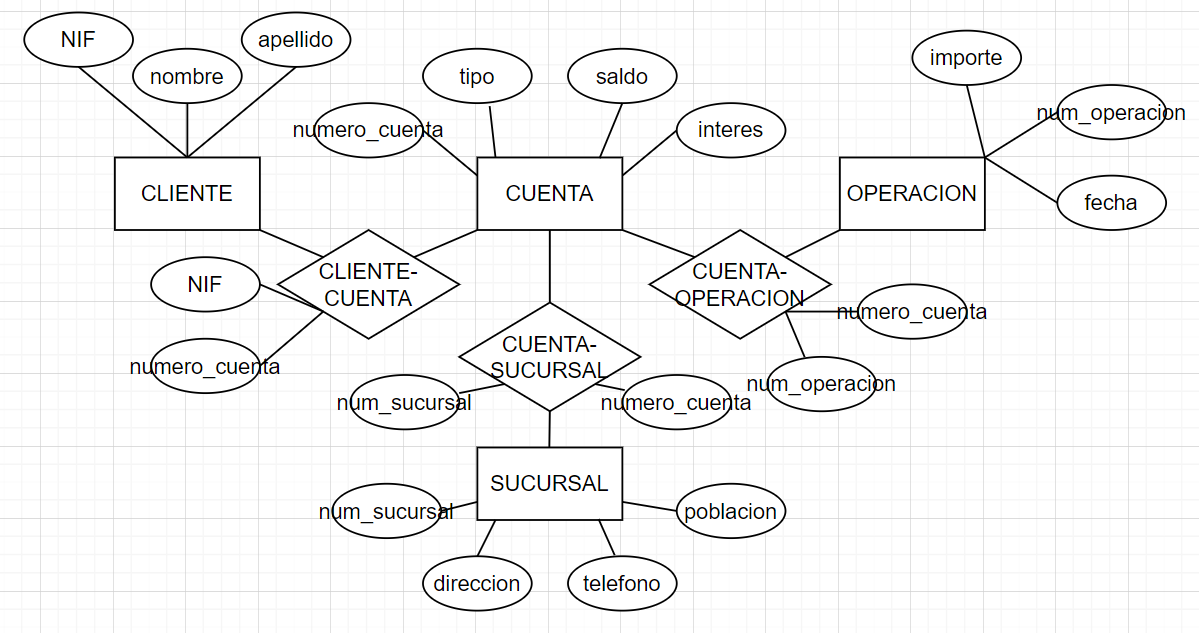 NIF
apellido
nombre
tipo
saldo
importe
numero_cuenta
interes
num_operacion
CLIENTE
CUENTA
OPERACION
fecha
NIF
CLIENTE-
CUENTA
CUENTA-
OPERACION
numero_cuenta
numero_cuenta
CUENTA-
SUCURSAL
num_operacion
num_sucursal
numero_cuenta
SUCURSAL
num_sucursal
poblacion
direccion
telefono